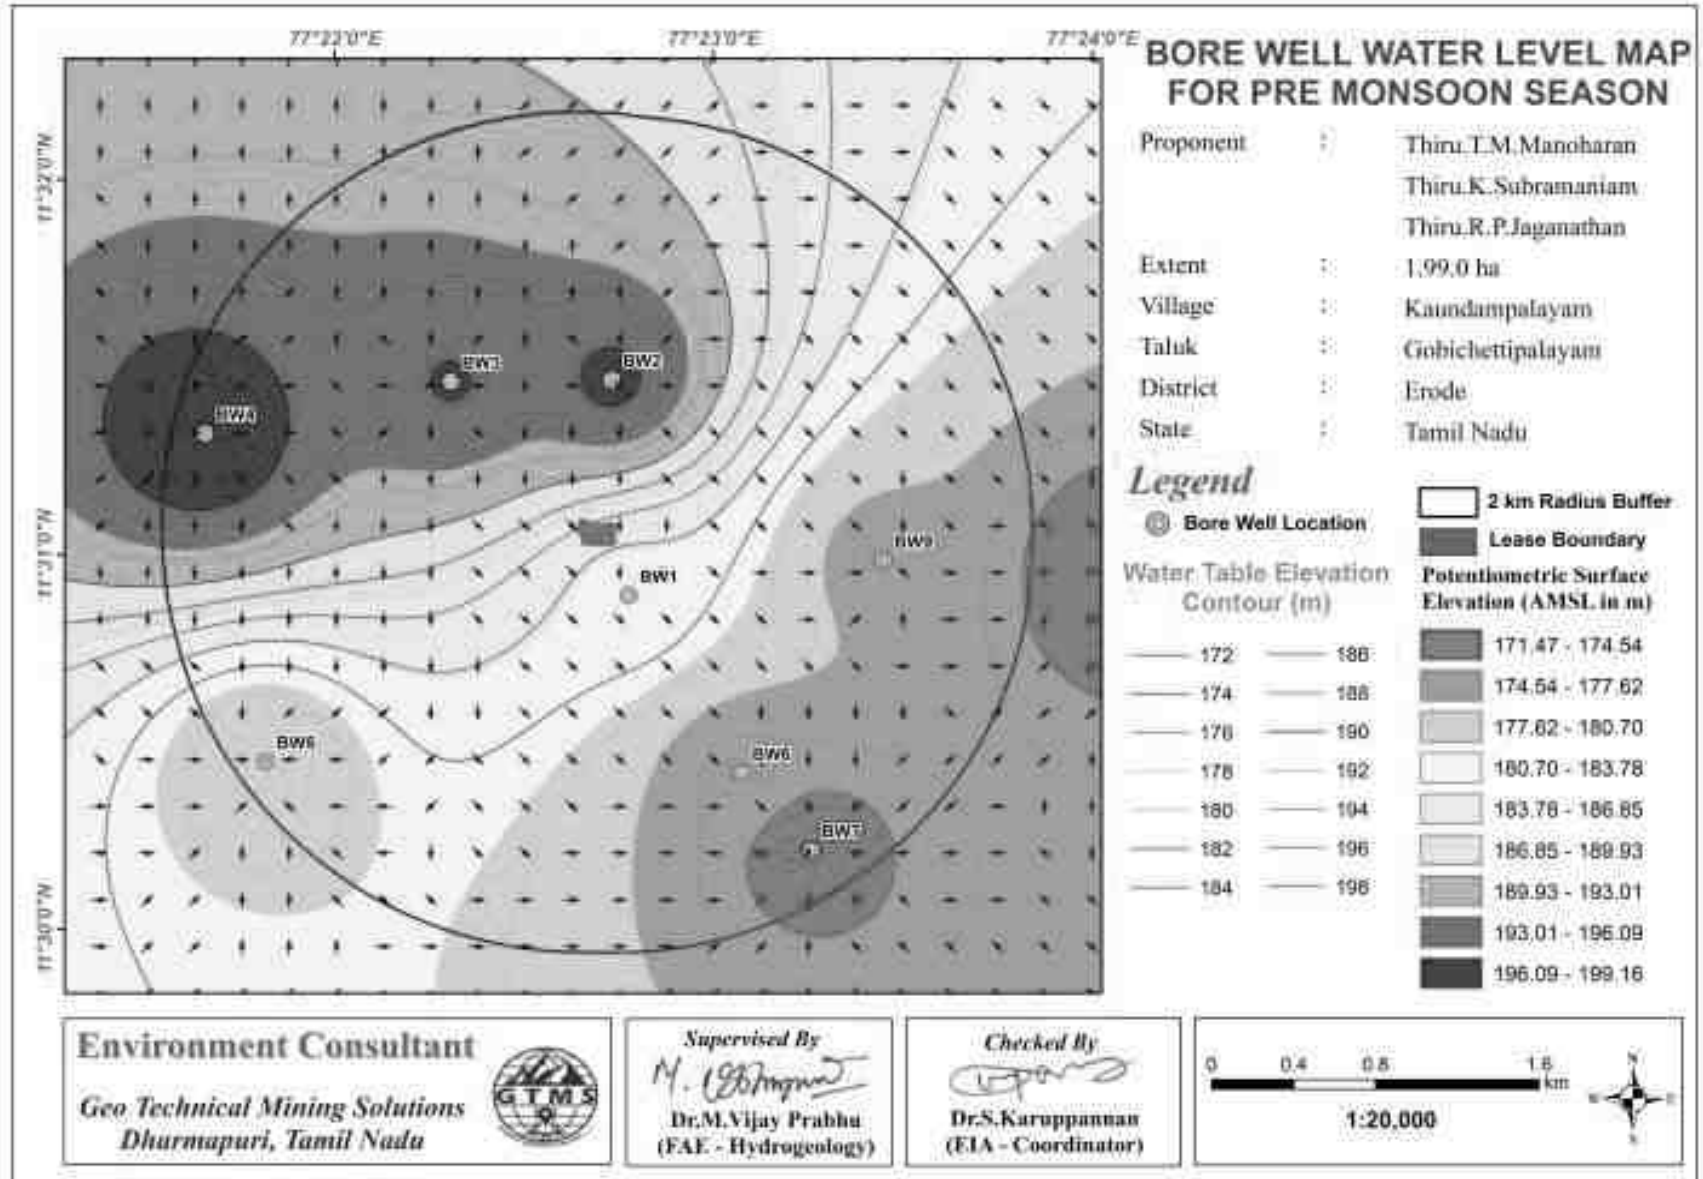 77°22'0"E
77°23'0"E
77°24'0"E
11°32'0"N
11°31'0"N
11°30'0"N
BW3
BW2
BW4
BW9
BW1
BW5
BW6
BW7
BORE WELL WATER LEVEL MAP
FOR PRE MONSOON SEASON
Proponent : Thiru.T.M.Manoharan
Thiru.K.Subramaniam
Thiru.R.P.Jaganathan
Extent : 1.99.0 ha
Village : Kaundampalayam
Taluk : Gobichettipalayam
District : Erode
State : Tamil Nadu
Legend
Bore Well Location
2 km Radius Buffer
Lease Boundary
Water Table Elevation
Contour (m)
172 186
174 188
176 190
178 192
180 194
182 196
184 198
Potentiometric Surface
Elevation (AMSL in m)
171.47 - 174.54
174.54 - 177.62
177.62 - 180.70
180.70 - 183.78
183.78 - 186.85
186.85 - 189.93
189.93 - 193.01
193.01 - 196.09
196.09 - 199.16
Environment Consultant
Geo Technical Mining Solutions
Dharmapuri, Tamil Nadu
GTMS
Supervised By
Dr.M.Vijay Prabhu
(FAE - Hydrogeology)
Checked By
Dr.S.Karuppannan
(EIA - Coordinator)
0 0.4 0.8 1.6
km
1:20,000
N
W E
S